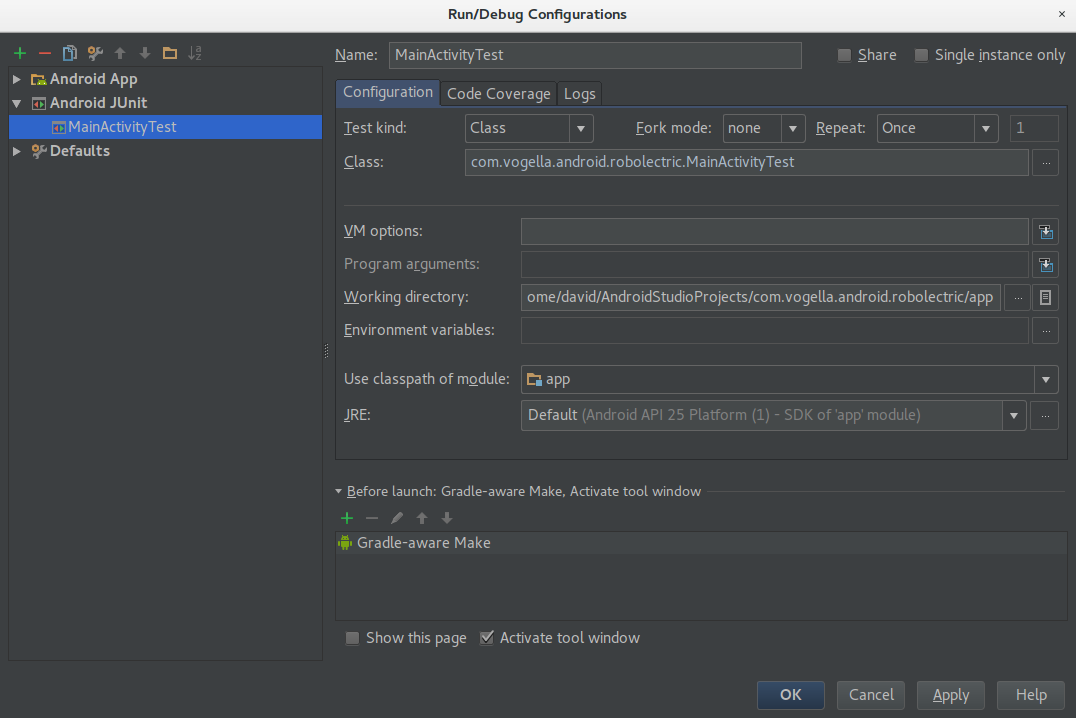 Run/Debug Configurations
×
Android App
Android JUnit
MainActivityTest
Defaults
Name: MainActivityTest Share Single instance only
Configuration Code Coverage Logs
Test kind: Class Fork mode: none Repeat: Once 1
Class: com.vogella.android.robolectric.MainActivityTest ...
VM options:
Program arguments:
Working directory: ome/david/AndroidStudioProjects/com.vogella.android.robolectric/app ...
Environment variables: ...
Use classpath of module: app
JRE: Default (Android API 25 Platform (1) - SDK of 'app' module) ...
Before launch: Gradle-aware Make, Activate tool window
Gradle-aware Make
Show this page Activate tool window
OK Cancel Apply Help